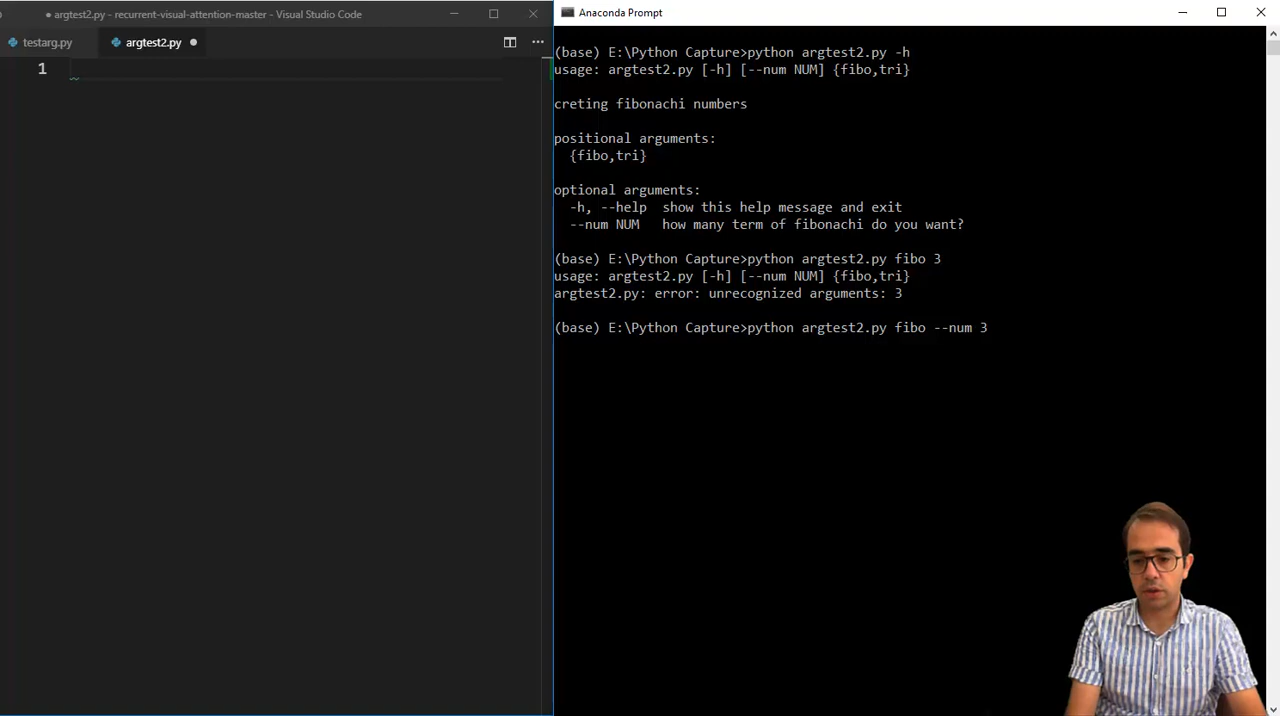 ● argtest2.py - recurrent-visual-attention-master - Visual Studio Code
testarg.py
argtest2.py ●
1
Anaconda Prompt
(base) E:\Python Capture>python argtest2.py -h
usage: argtest2.py [-h] [--num NUM] {fibo,tri}
creting fibonachi numbers
positional arguments:
{fibo,tri}
optional arguments:
-h, --help  show this help message and exit
--num NUM   how many term of fibonachi do you want?
(base) E:\Python Capture>python argtest2.py fibo 3
usage: argtest2.py [-h] [--num NUM] {fibo,tri}
argtest2.py: error: unrecognized arguments: 3
(base) E:\Python Capture>python argtest2.py fibo --num 3